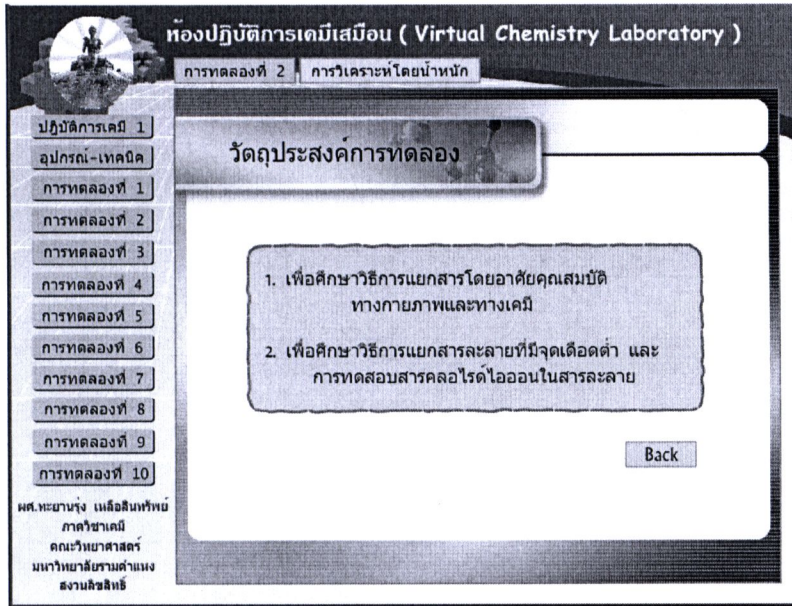 ห้องปฏิบัติการเคมีเสมือน ( Virtual Chemistry Laboratory )
การทดลองที่ 2 การวิเคราะห์โดยน้ำหนัก
ปฏิบัติการเคมี 1
อุปกรณ์-เทคนิค
การทดลองที่ 1
การทดลองที่ 2
การทดลองที่ 3
การทดลองที่ 4
การทดลองที่ 5
การทดลองที่ 6
การทดลองที่ 7
การทดลองที่ 8
การทดลองที่ 9
การทดลองที่ 10
ผศ.ทะยานรุ่ง เหลือสินทรัพย์
ภาควิชาเคมี
คณะวิทยาศาสตร์
มหาวิทยาลัยรามคำแหง
สงวนลิขสิทธิ์
วัตถุประสงค์การทดลอง
1. เพื่อศึกษาวิธีการแยกสารโดยอาศัยคุณสมบัติ
ทางกายภาพและทางเคมี
2. เพื่อศึกษาวิธีการแยกสารละลายที่มีจุดเดือดต่ำ และ
การทดสอบสารคลอไรด์ไอออนในสารละลาย
Back